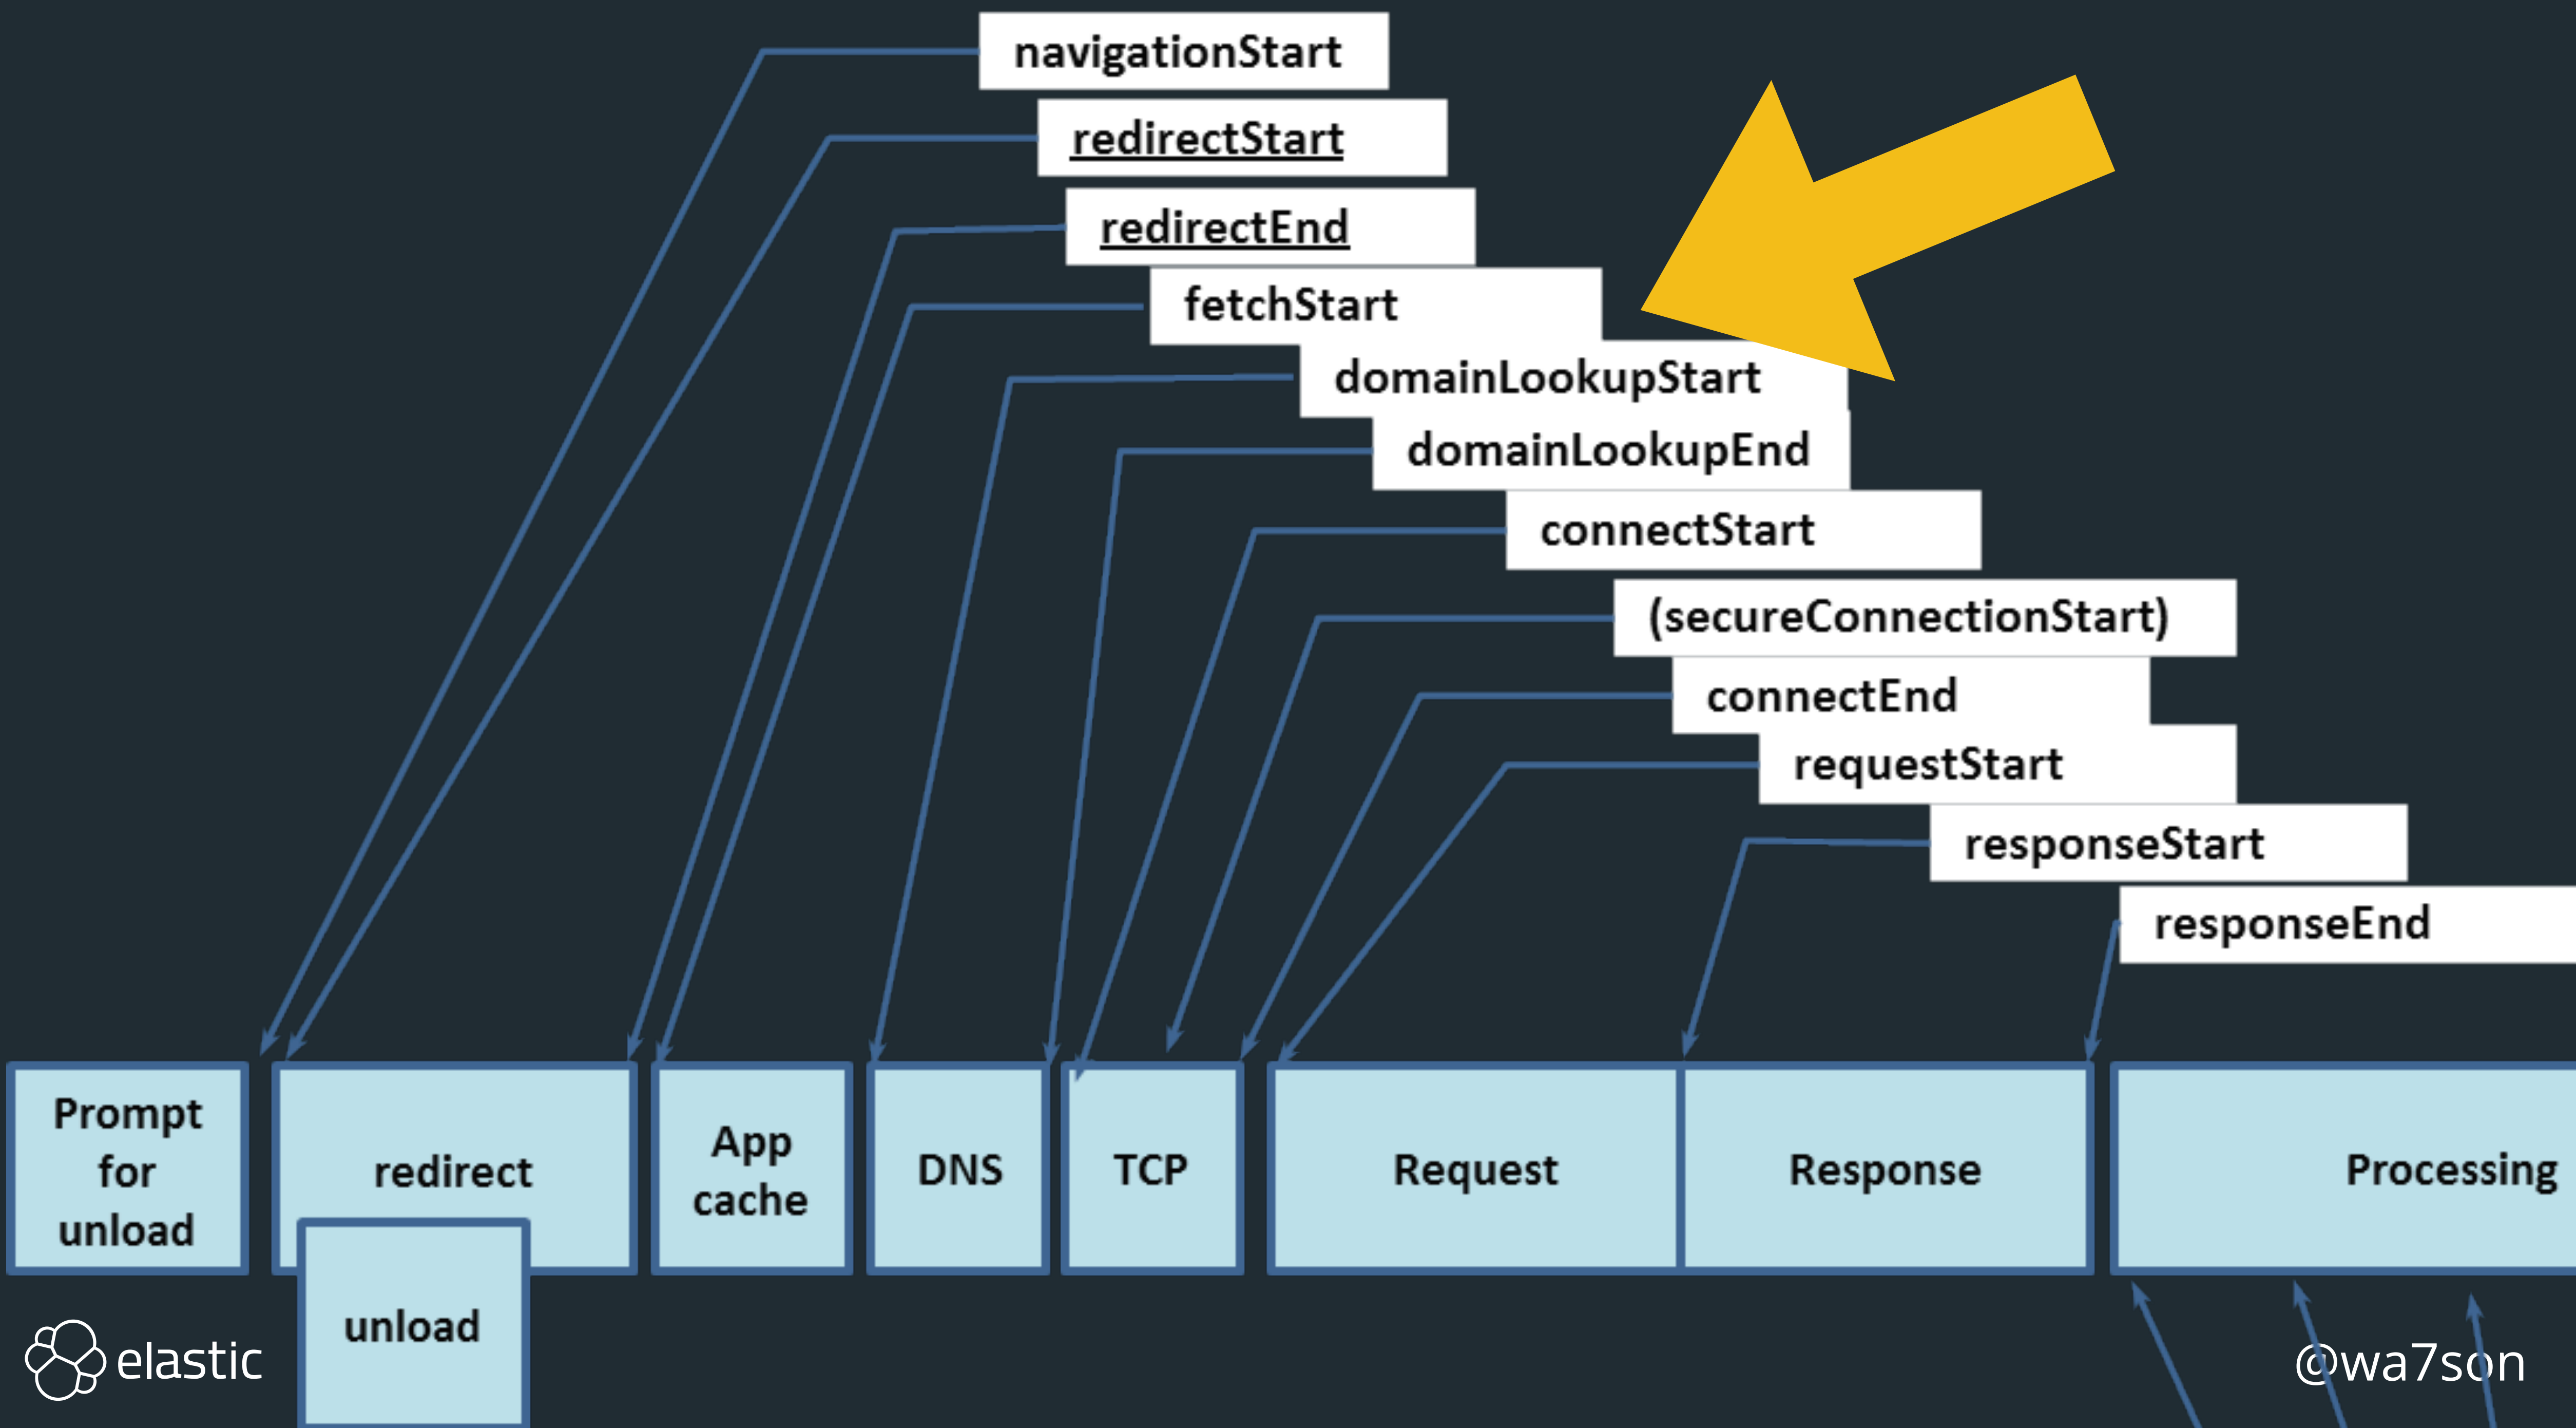 navigationStart
redirectStart
redirectEnd
fetchStart
domainLookupStart
domainLookupEnd
connectStart
(secureConnectionStart)
connectEnd
requestStart
responseStart
responseEnd
Prompt
for
unload
redirect
App
cache
DNS
TCP
Request
Response
Processing
unload
elastic
@wa7son